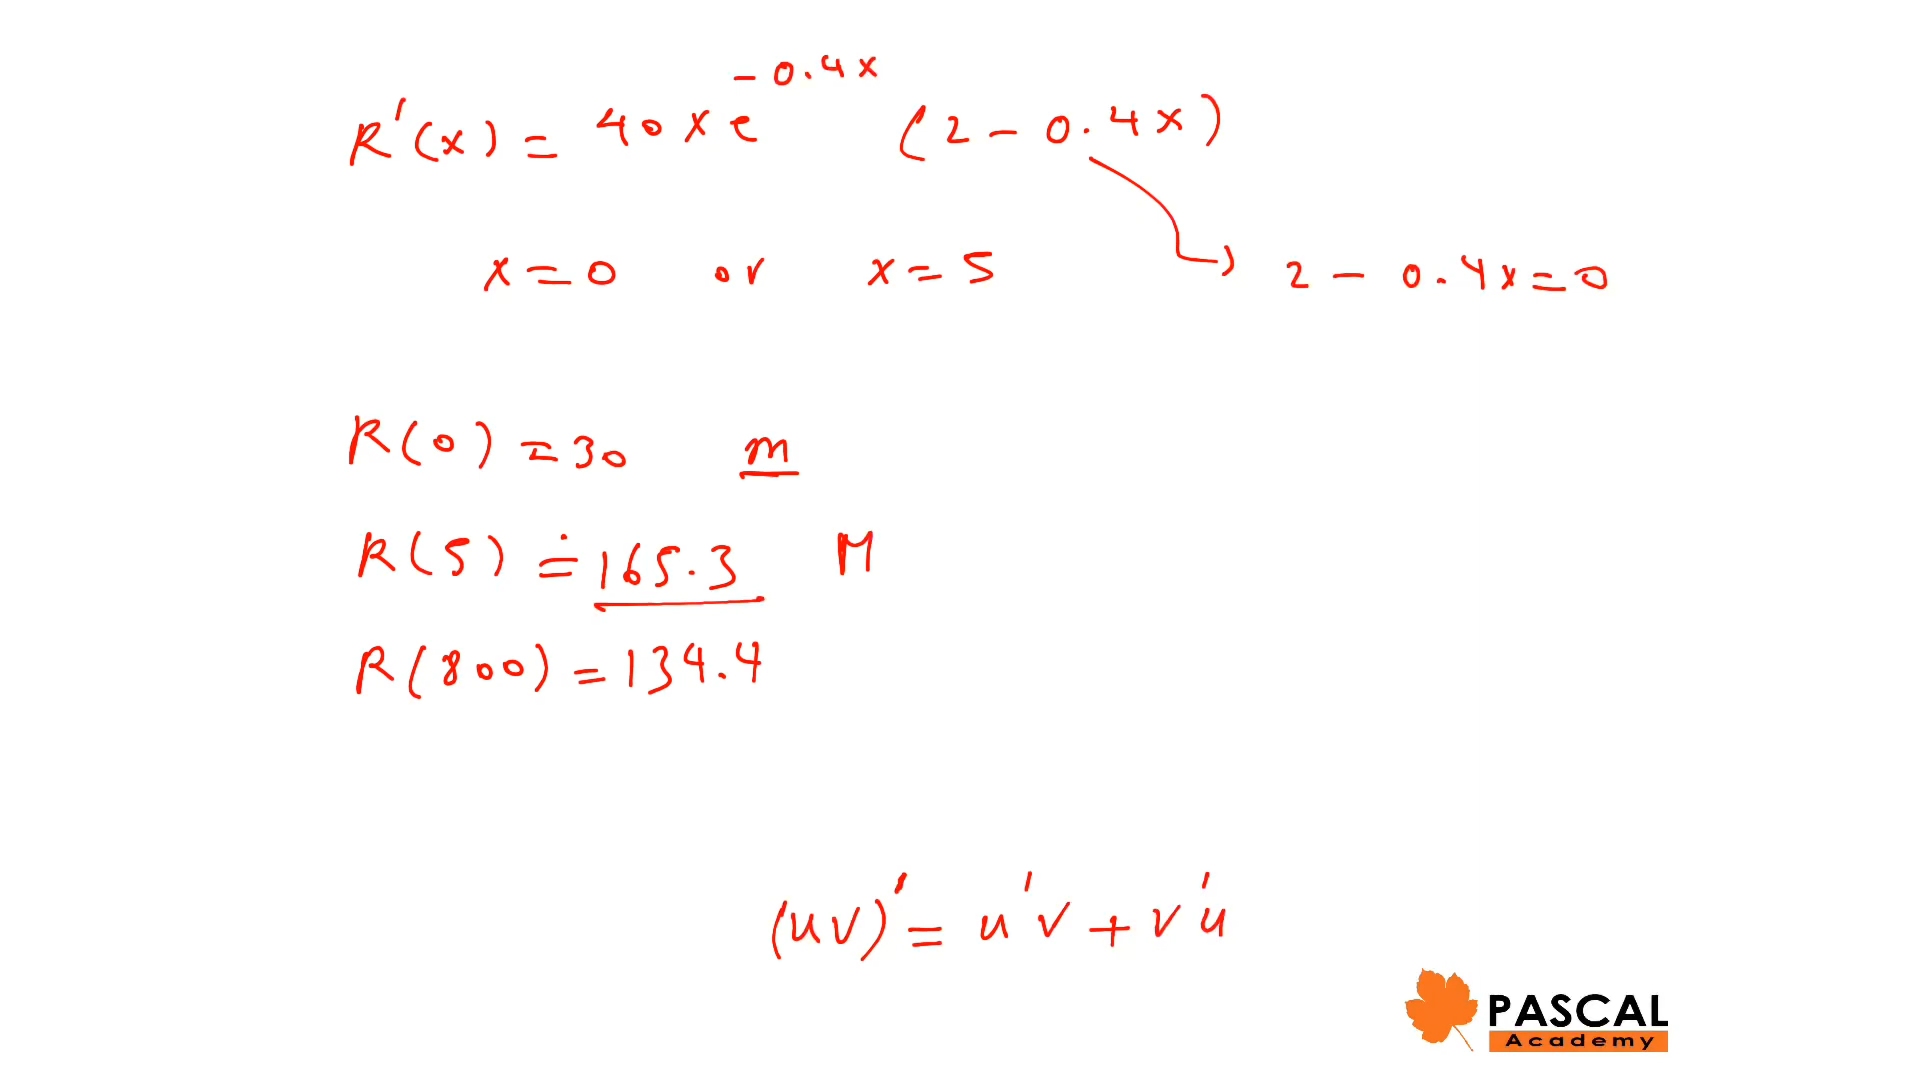 R'(x) = 40xe^{-0.4x} (2 - 0.4x)
x = 0 or x = 5 2 - 0.4x = 0
R(0) = 30 m
R(5) ≐ 165.3 M
R(800) = 134.4
(uv)' = u'v + v'u
PASCAL
Academy